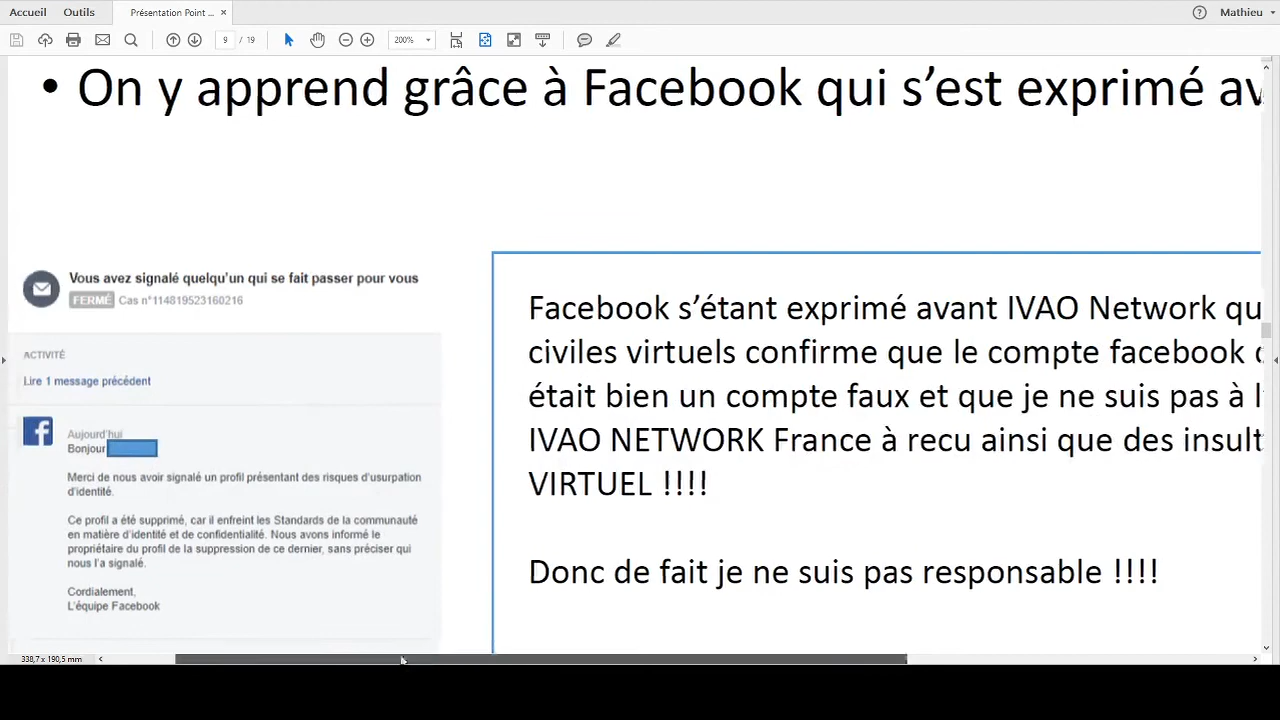 Accueil Outils Présentation Point ... × Mathieu
9 / 19 200%
• On y apprend grâce à Facebook qui s’est exprimé
Vous avez signalé quelqu'un qui se fait passer pour vous
FERMÉ Cas n°114819523160216
ACTIVITÉ
Lire 1 message précédent
Aujourd'hui
Bonjour
Merci de nous avoir signalé un profil présentant des risques d'usurpation
d'identité.
Ce profil a été supprimé, car il enfreint les Standards de la communauté
en matière d'identité et de confidentialité. Nous avons informé le
propriétaire du profil de la suppression de ce dernier, sans préciser qui
nous l'a signalé.
Cordialement,
L'équipe Facebook
Facebook s’étant exprimé avant IVAO Network
civiles virtuels confirme que le compte facebook
était bien un compte faux et que je ne suis pas à
IVAO NETWORK France à recu ainsi que des
VIRTUEL !!!!
Donc de fait je ne suis pas responsable !!!!
338,7 x 190,5 mm